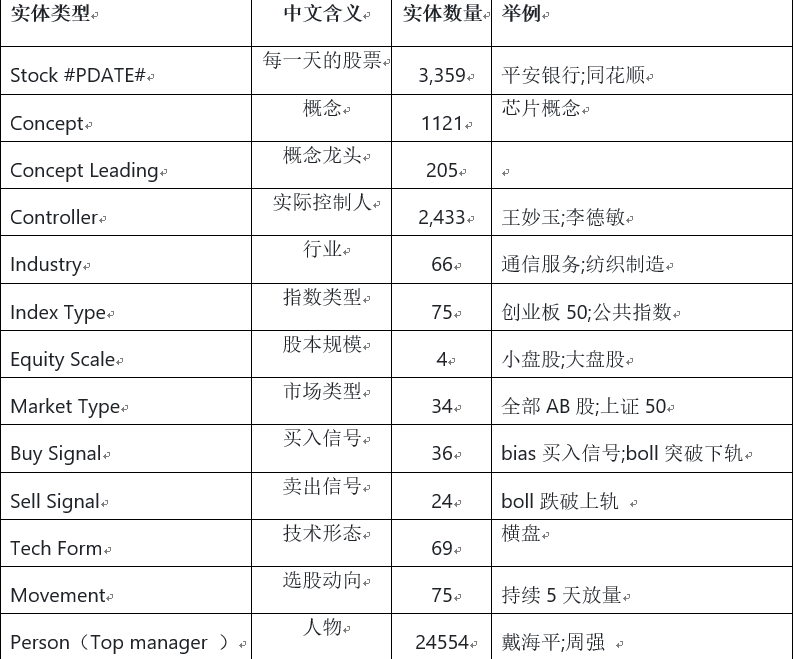 实体类型 中文含义 实体数量 举例
Stock #PDATE# 每一天的股票 3,359 平安银行;同花顺
Concept 概念 1121 芯片概念
Concept Leading 概念龙头 205
Controller 实际控制人 2,433 王妙玉;李德敏
Industry 行业 66 通信服务;纺织制造
Index Type 指数类型 75 创业板 50;公共指数
Equity Scale 股本规模 4 小盘股;大盘股
Market Type 市场类型 34 全部 AB 股;上证 50
Buy Signal 买入信号 36 bias 买入信号;boll 突破下轨
Sell Signal 卖出信号 24 boll 跌破上轨
Tech Form 技术形态 69 横盘
Movement 选股动向 75 持续 5 天放量
Person（Top manager ） 人物 24554 戴海平;周强